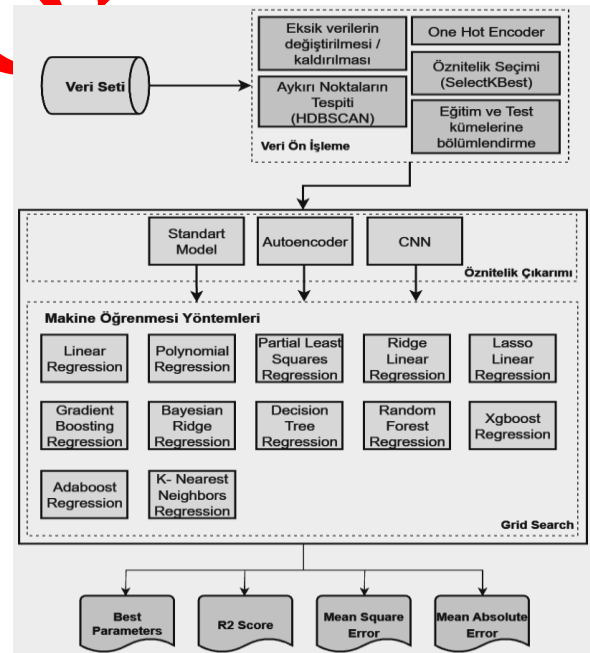 Veri Seti
Eksik verilerin
değiştirilmesi /
kaldırılması
Aykırı Noktaların
Tespiti
(HDBSCAN)
One Hot Encoder
Öznitelik Seçimi
(SelectKBest)
Eğitim ve Test
kümelerine
bölümlendirme
Veri Ön İşleme
Standart
Model
Autoencoder
CNN
Öznitelik Çıkarımı
Makine Öğrenmesi Yöntemleri
Linear
Regression
Polynomial
Regression
Partial Least
Squares
Regression
Ridge
Linear
Regression
Lasso
Linear
Regression
Gradient
Boosting
Regression
Bayesian
Ridge
Regression
Decision
Tree
Regression
Random
Forest
Regression
Xgboost
Regression
Adaboost
Regression
K- Nearest
Neighbors
Regression
Grid Search
Best
Parameters
R2 Score
Mean Square
Error
Mean Absolute
Error